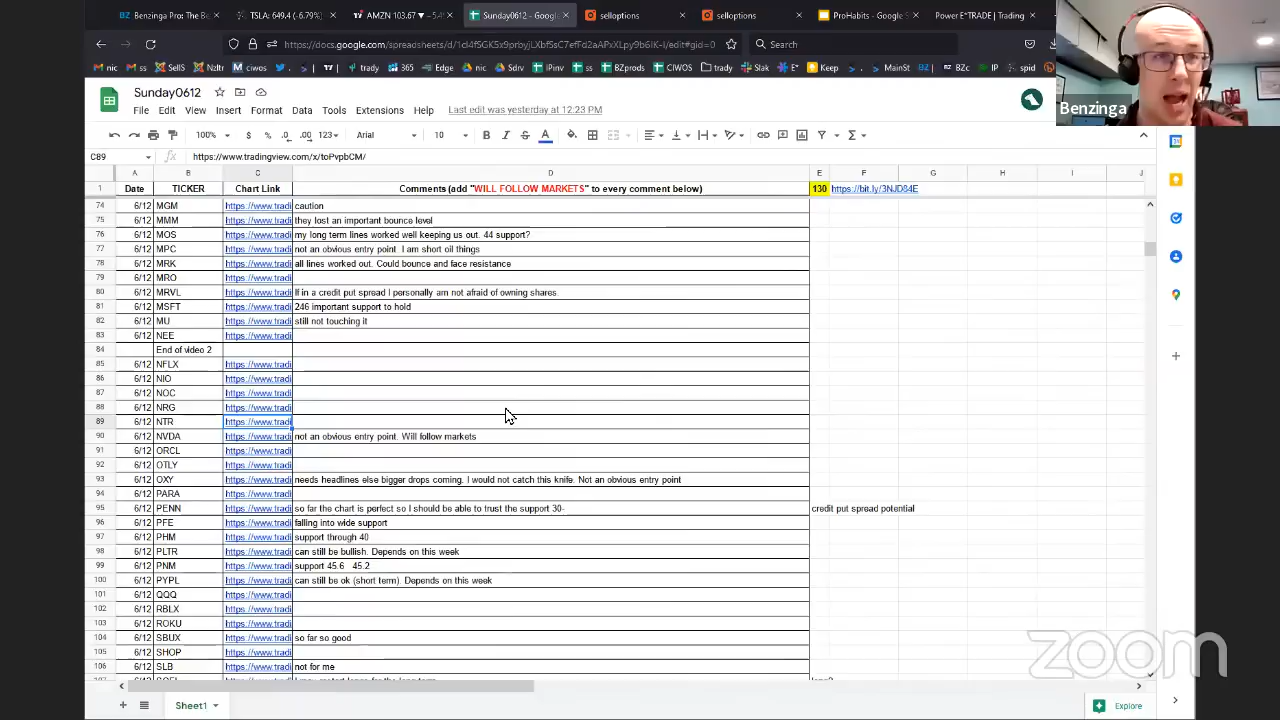 Benzinga Pro: The Be
TSLA: 649.4 (-6.79%)
AMZN 103.67 ▼ −5.4
Sunday0612 - Google
selloptions
selloptions
ProHabits - Google S
Power E*TRADE | Trading
Search
nic ss SellS Nzltr ciwos trady 365 Edge IPinv ss BZprods CIWOS trady Keep MainSt BZc IP spid
Benzinga
Sunday0612
File Edit View Insert Format Data Tools Extensions Help Last edit was yesterday at 12:23 PM
100% $ % .0 .00 123 Arial 10 B I S A
C89 fx https://www.tradingview.com/x/toPvpbCM/
A B C D E F G H I J
1 Date TICKER Chart Link Comments (add "WILL FOLLOW MARKETS" to every comment below) 130 https://bit.ly/3NJD84E
74 6/12 MGM https://www.tradi caution
75 6/12 MMM https://www.tradi they lost an important bounce level
76 6/12 MOS https://www.tradi my long term lines worked well keeping us out. 44 support?
77 6/12 MPC https://www.tradi not an obvious entry point. I am short oil things
78 6/12 MRK https://www.tradi all lines worked out. Could bounce and face resistance
79 6/12 MRO https://www.tradi
80 6/12 MRVL https://www.tradi If in a credit put spread I personally am not afraid of owning shares
81 6/12 MSFT https://www.tradi 246 important support to hold
82 6/12 MU https://www.tradi still not touching it
83 6/12 NEE https://www.tradi
84 End of video 2
85 6/12 NFLX https://www.tradi
86 6/12 NIO https://www.tradi
87 6/12 NOC https://www.tradi
88 6/12 NRG https://www.tradi
89 6/12 NTR https://www.tradi
90 6/12 NVDA https://www.tradi not an obvious entry point. Will follow markets
91 6/12 ORCL https://www.tradi
92 6/12 OTLY https://www.tradi
93 6/12 OXY https://www.tradi needs headlines else bigger drops coming. I would not catch this knife. Not an obvious entry point
94 6/12 PARA https://www.tradi
95 6/12 PENN https://www.tradi so far the chart is perfect so I should be able to trust the support 30- credit put spread potential
96 6/12 PFE https://www.tradi falling into wide support
97 6/12 PHM https://www.tradi support through 40
98 6/12 PLTR https://www.tradi can still be bullish. Depends on this week
99 6/12 PNM https://www.tradi support 45.6 45.2
100 6/12 PYPL https://www.tradi can still be ok (short term). Depends on this week
101 6/12 QQQ https://www.tradi
102 6/12 RBLX https://www.tradi
103 6/12 ROKU https://www.tradi
104 6/12 SBUX https://www.tradi so far so good
105 6/12 SHOP https://www.tradi
106 6/12 SLB https://www.tradi not for me
zoom
Sheet1
Explore